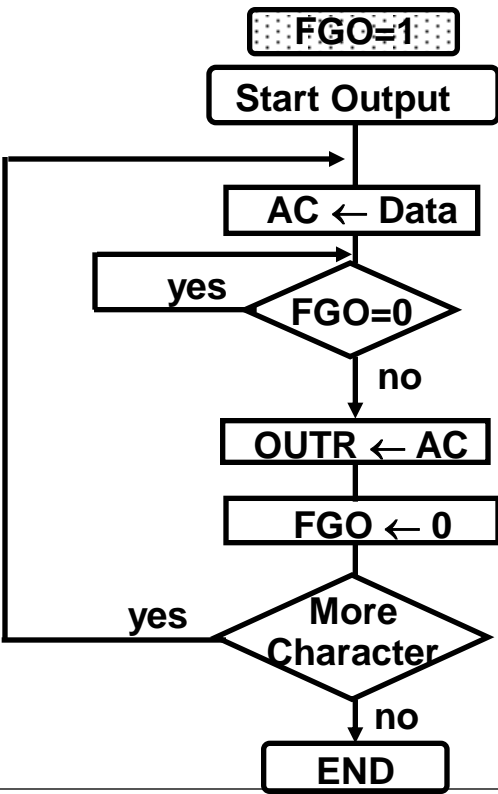 FGO=1
Start Output
AC ← Data
yes
FGO=0
no
OUTR ← AC
FGO ← 0
yes
More
Character
no
END